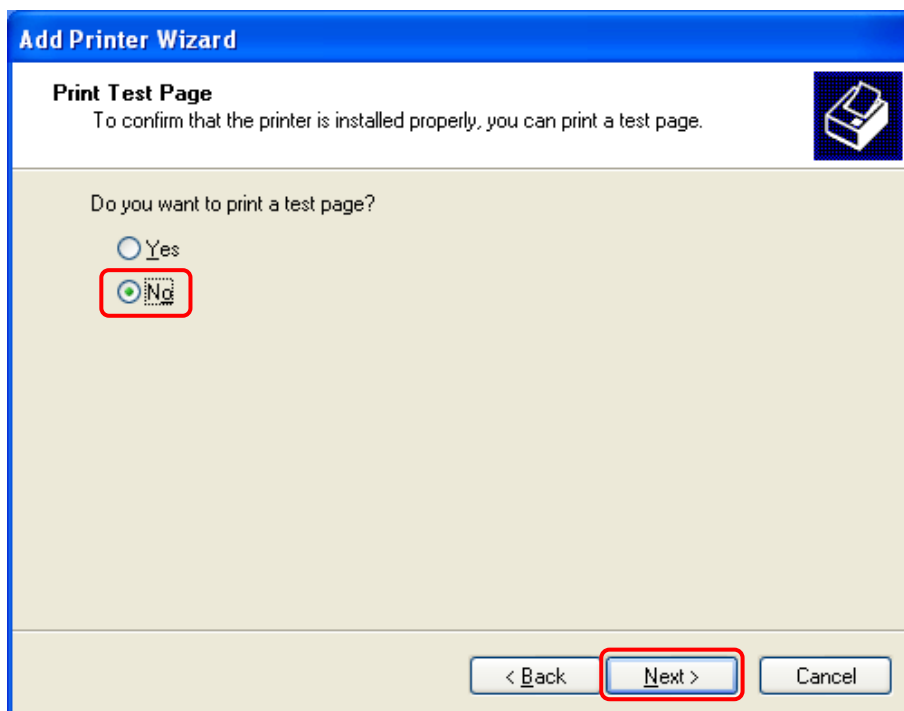 Add Printer Wizard
Print Test Page
To confirm that the printer is installed properly, you can print a test page.
Do you want to print a test page?
Yes
No
< Back
Next >
Cancel